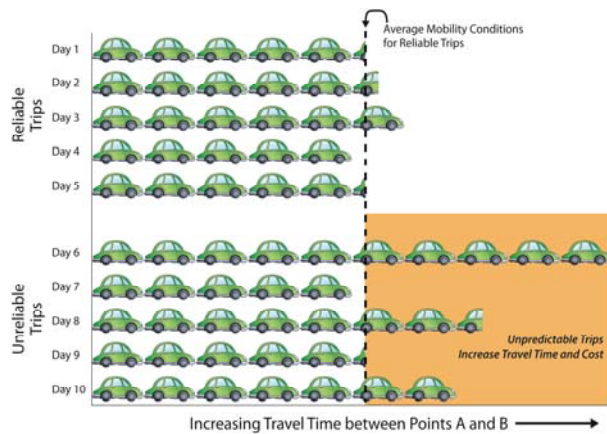 Average Mobility Conditions
for Reliable Trips
Reliable
Trips
Day 1
Day 2
Day 3
Day 4
Day 5
Unreliable
Trips
Day 6
Day 7
Day 8
Day 9
Day 10
Unpredictable Trips
Increase Travel Time and Cost
Increasing Travel Time between Points A and B